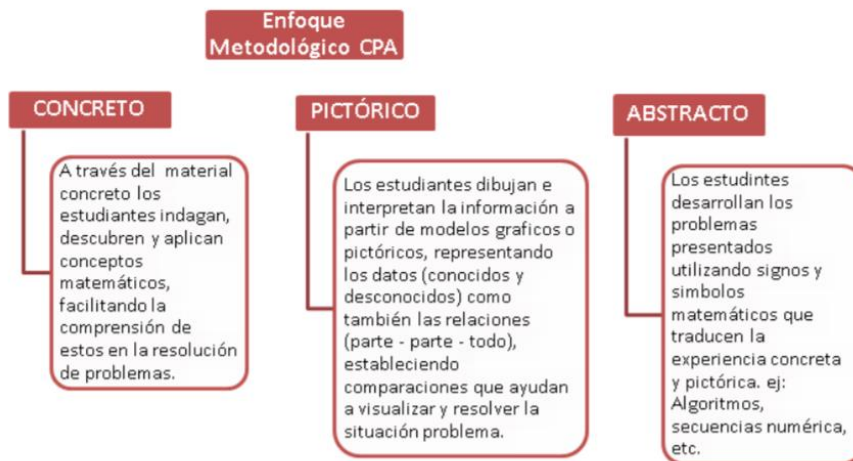 Enfoque
Metodológico CPA
CONCRETO
A través del material
concreto los
estudiantes indagan,
descubren y aplican
conceptos
matemáticos,
facilitando la
comprensión de
estos en la resolución
de problemas.
PICTÓRICO
Los estudiantes dibujan e
interpretan la información a
partir de modelos graficos o
pictóricos, representando
los datos (conocidos y
desconocidos) como
también las relaciones
(parte - parte - todo),
estableciendo
comparaciones que ayudan
a visualizar y resolver la
situación problema.
ABSTRACTO
Los estudintes
desarrollan los
problemas
presentados
utilizando signos y
simbolos
matemáticos que
traducen la
experiencia concreta
y pictórica. ej:
Algoritmos,
secuencias numérica,
etc.